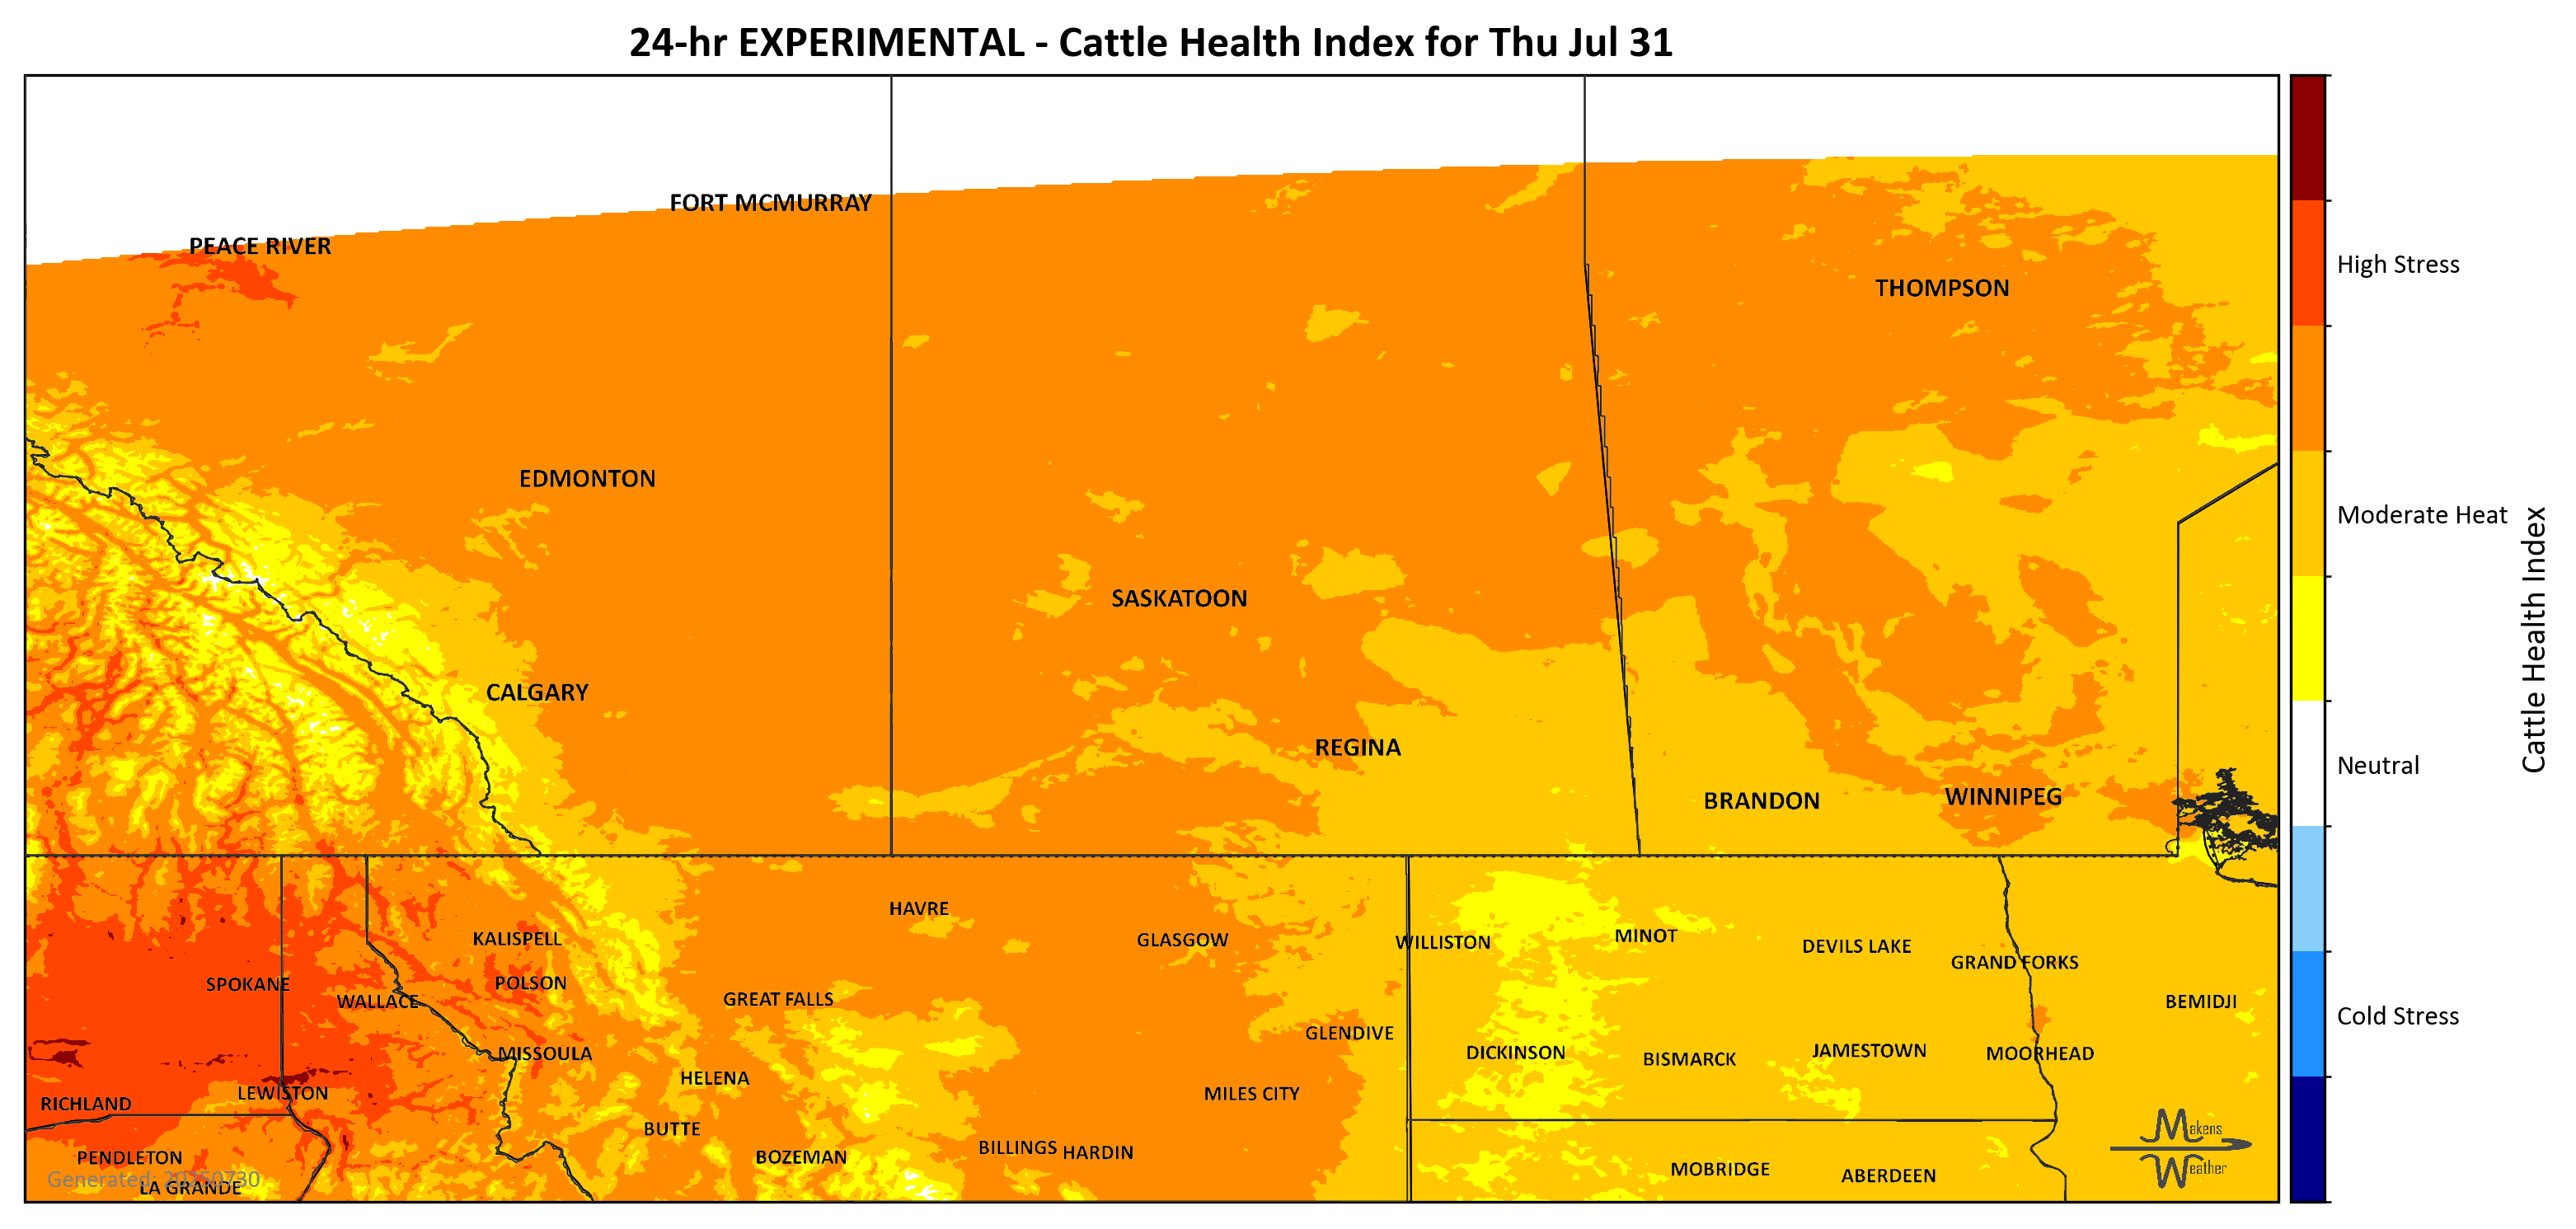 24-hr EXPERIMENTAL - Cattle Health Index for Thu Jul 31
FORT MCMURRAY
PEACE RIVER
THOMPSON
EDMONTON
SASKATOON
CALGARY
REGINA
BRANDON
WINNIPEG
HAVRE
KALISPELL
GLASGOW
WILLISTON
MINOT
DEVILS LAKE
GRAND FORKS
SPOKANE
POLSON
WALLACE
GREAT FALLS
BEMIDJI
GLENDIVE
MISSOULA
DICKINSON
BISMARCK
JAMESTOWN
MOORHEAD
HELENA
LEWISTON
MILES CITY
RICHLAND
BUTTE
BILLINGS
HARDIN
PENDLETON
BOZEMAN
MOBRIDGE
ABERDEEN
Generated: 20250730
LA GRANDE
Makens
Weather
High Stress
Moderate Heat
Neutral
Cold Stress
Cattle Health Index